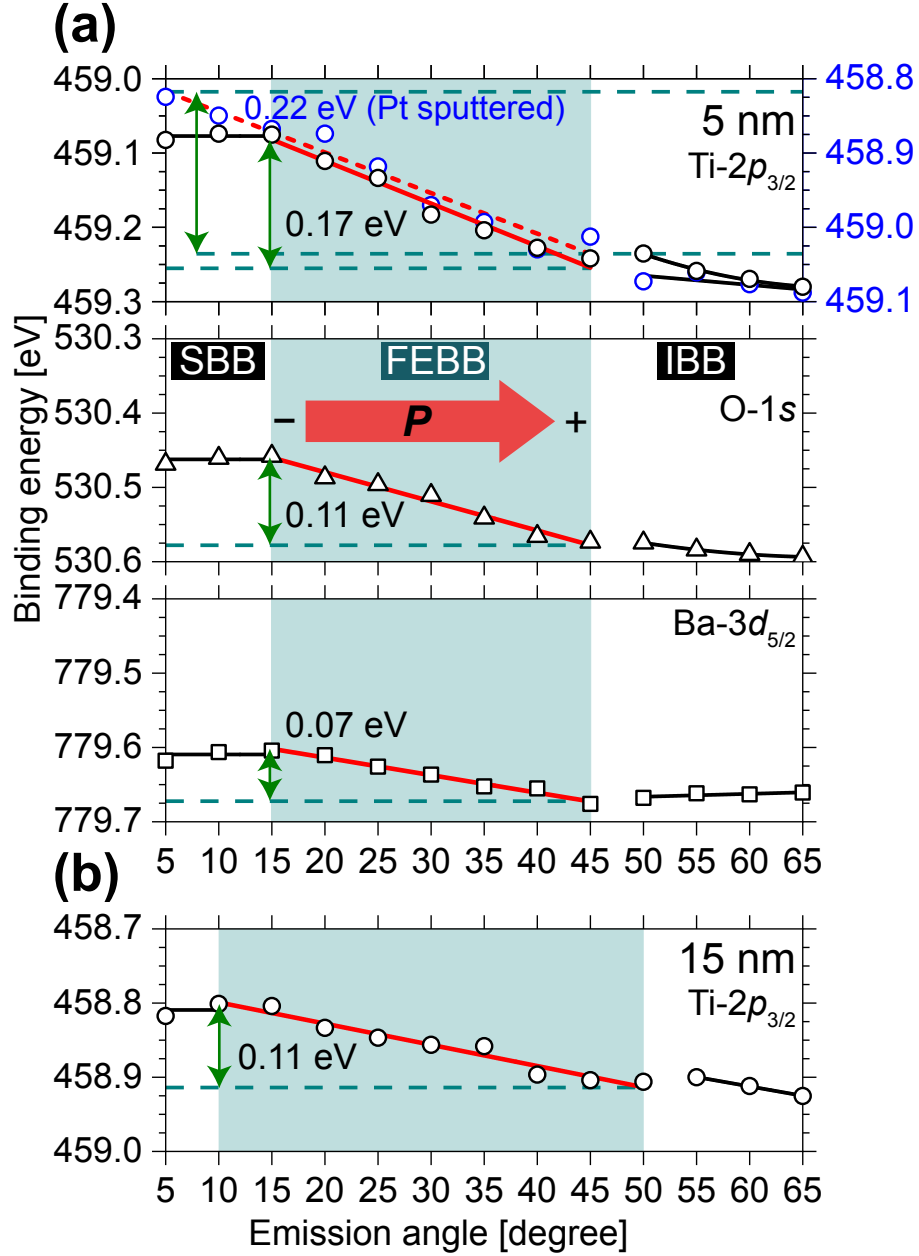 (a)
459.0
459.1
459.2
459.3
458.8
458.9
459.0
459.1
0.22 eV (Pt sputtered)
5 nm
Ti-2p3/2
0.17 eV
Binding energy [eV]
530.3
530.4
530.5
530.6
SBB
FEBB
IBB
O-1s
− P +
0.11 eV
779.4
779.5
779.6
779.7
Ba-3d5/2
0.07 eV
5 10 15 20 25 30 35 40 45 50 55 60 65
(b)
458.7
458.8
458.9
459.0
15 nm
Ti-2p3/2
0.11 eV
5 10 15 20 25 30 35 40 45 50 55 60 65
Emission angle [degree]